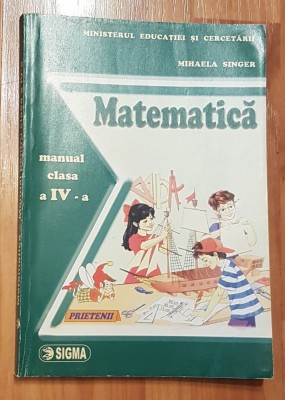 MINISTERUL EDUCAȚIEI ȘI CERCETĂRII
MIHAELA SINGER
Matematică
manual
clasa
a IV - a
PRIETENII
SIGMA